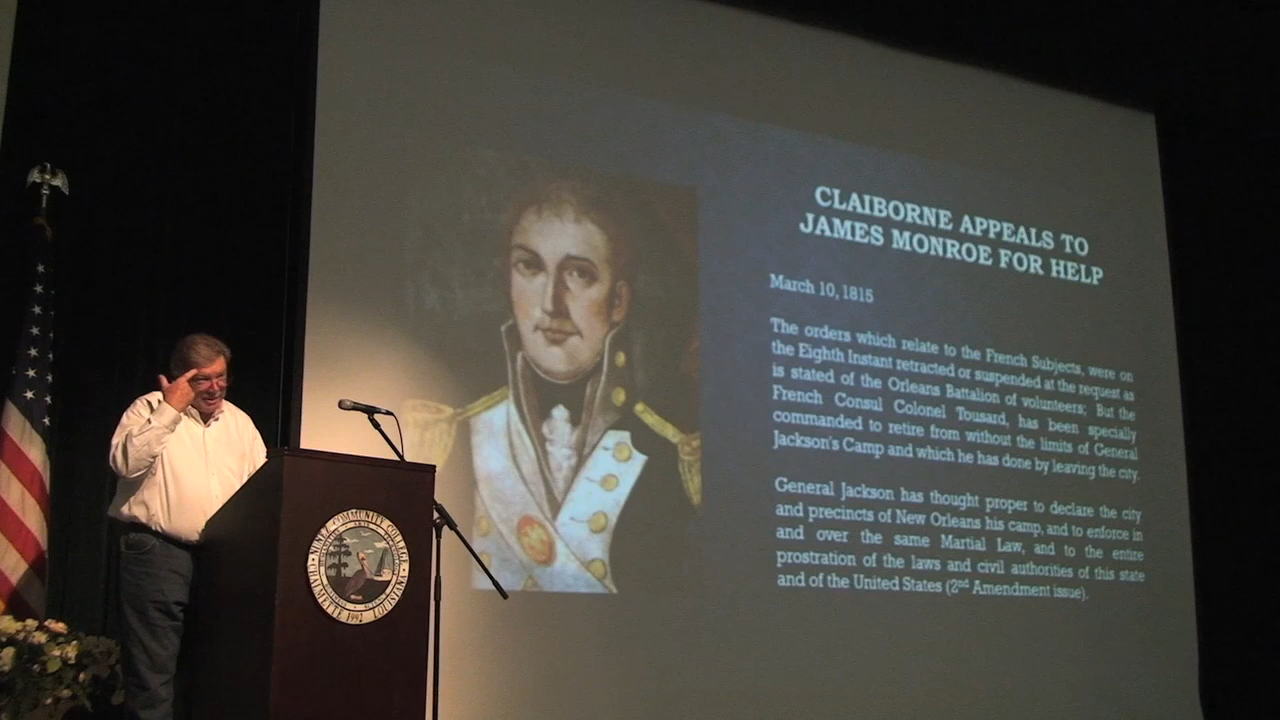 CLAIBORNE APPEALS TO
JAMES MONROE FOR HELP
March 10, 1815
The orders which relate to the French Subjects, were on
the Eighth Instant retracted or suspended at the request as
is stated of the Orleans Battalion of volunteers; But the
French Consul Colonel Tousard, has been specially
commanded to retire from without the limits of General
Jackson's Camp and which he has done by leaving the city.
General Jackson has thought proper to declare the city
and precincts of New Orleans his camp, and to enforce in
and over the same Martial Law, and to the entire
prostration of the laws and civil authorities of this state
and of the United States (2nd Amendment issue).
NUNEZ COMMUNITY COLLEGE
CHALMETTE 1992 LOUISIANA